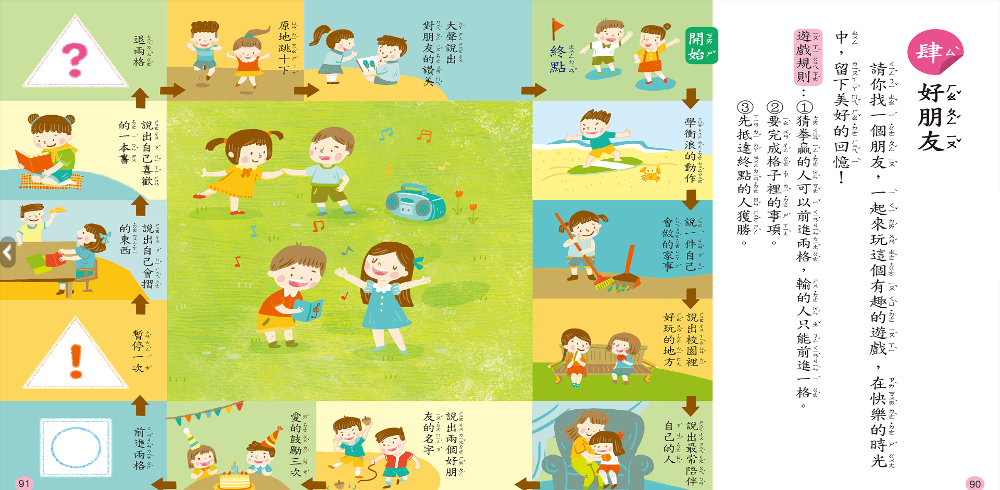 肆
好朋友
請你找一個朋友，一起來玩這個有趣的遊戲，在快樂的時光
中，留下美好的回憶！
遊戲規則：①猜拳贏的人可以前進兩格，輸的人只能前進一格。
②要完成格子裡的事項。
③先抵達終點的人獲勝。
90
開始
終點
學衝浪的動作
說一件自己
會做的家事
說出校園裡
好玩的地方
說出最常陪伴
自己的人
說出兩個好朋
友的名字
愛的鼓勵三次
前進兩格
暫停一次
!
說出自己會摺
的東西
說出自己喜歡
的一本書
退兩格
?
原地跳十下
大聲說出
對朋友的讚美
91